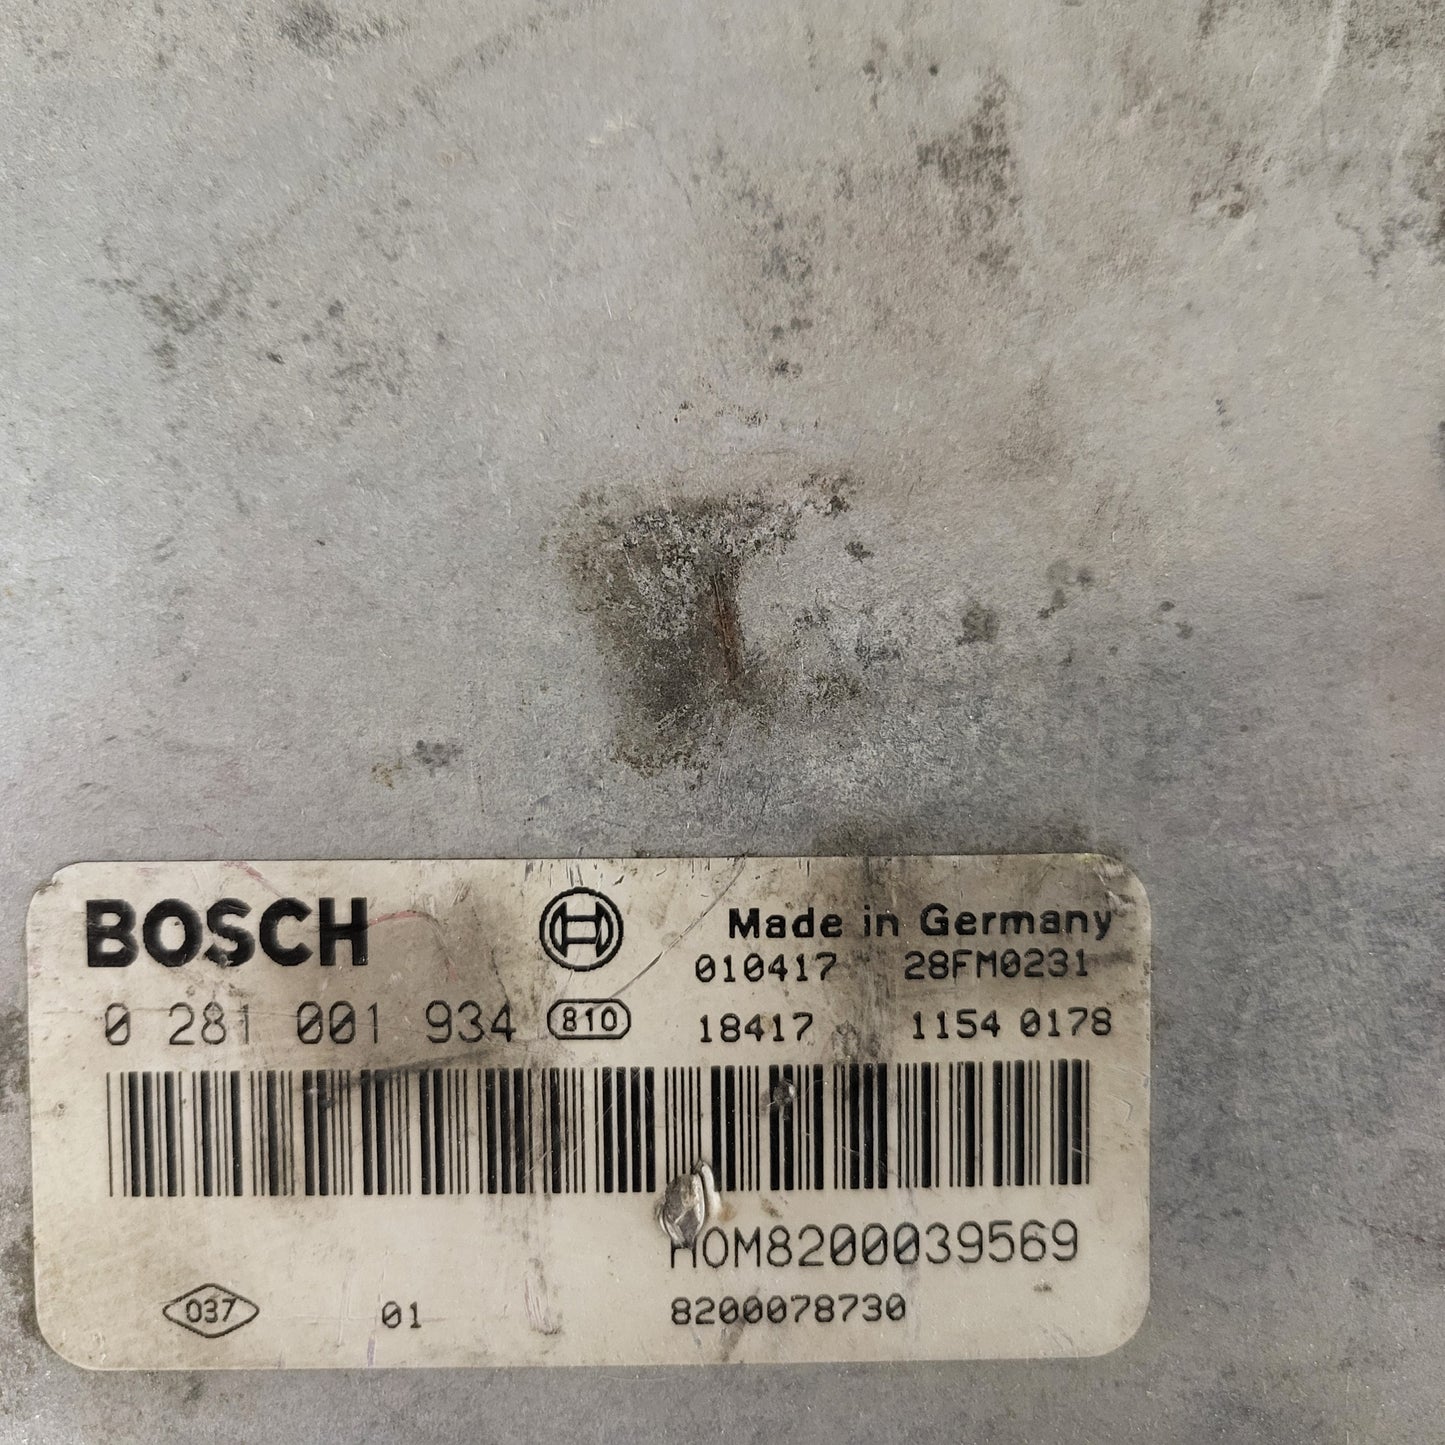 BOSCH Made in Germany
010417 28FM0231
0 281 001 934 810 18417 1154 0178
HOM8200039569
037 01 8200078730